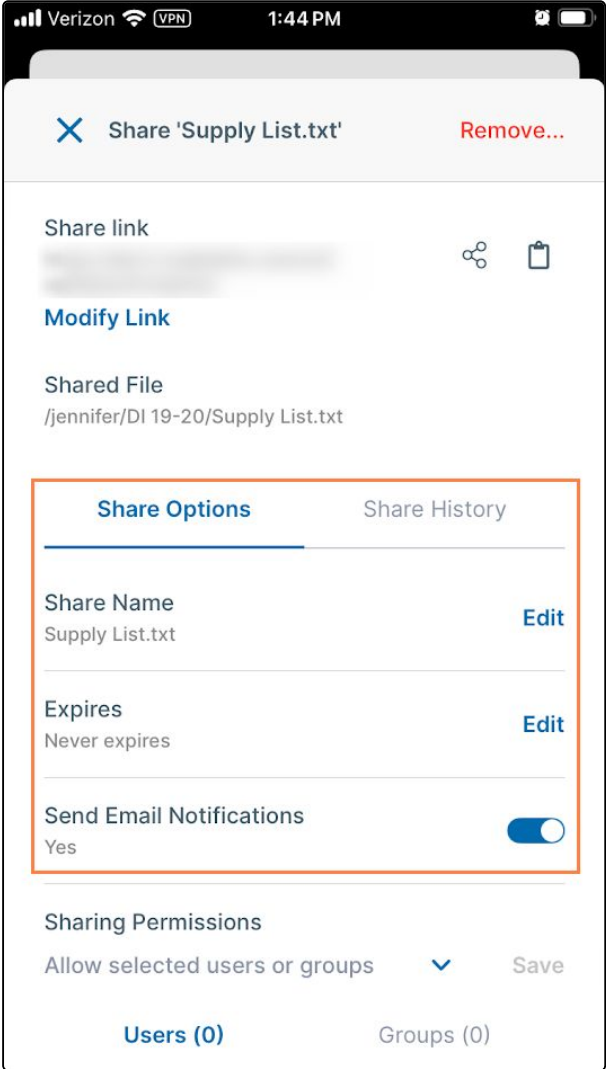 Verizon VPN 1:44 PM
Share 'Supply List.txt' Remove...
Share link
Modify Link
Shared File
/jennifer/DI 19-20/Supply List.txt
Share Options Share History
Share Name
Supply List.txt
Edit
Expires
Never expires
Edit
Send Email Notifications
Yes
Sharing Permissions
Allow selected users or groups Save
Users (0) Groups (0)